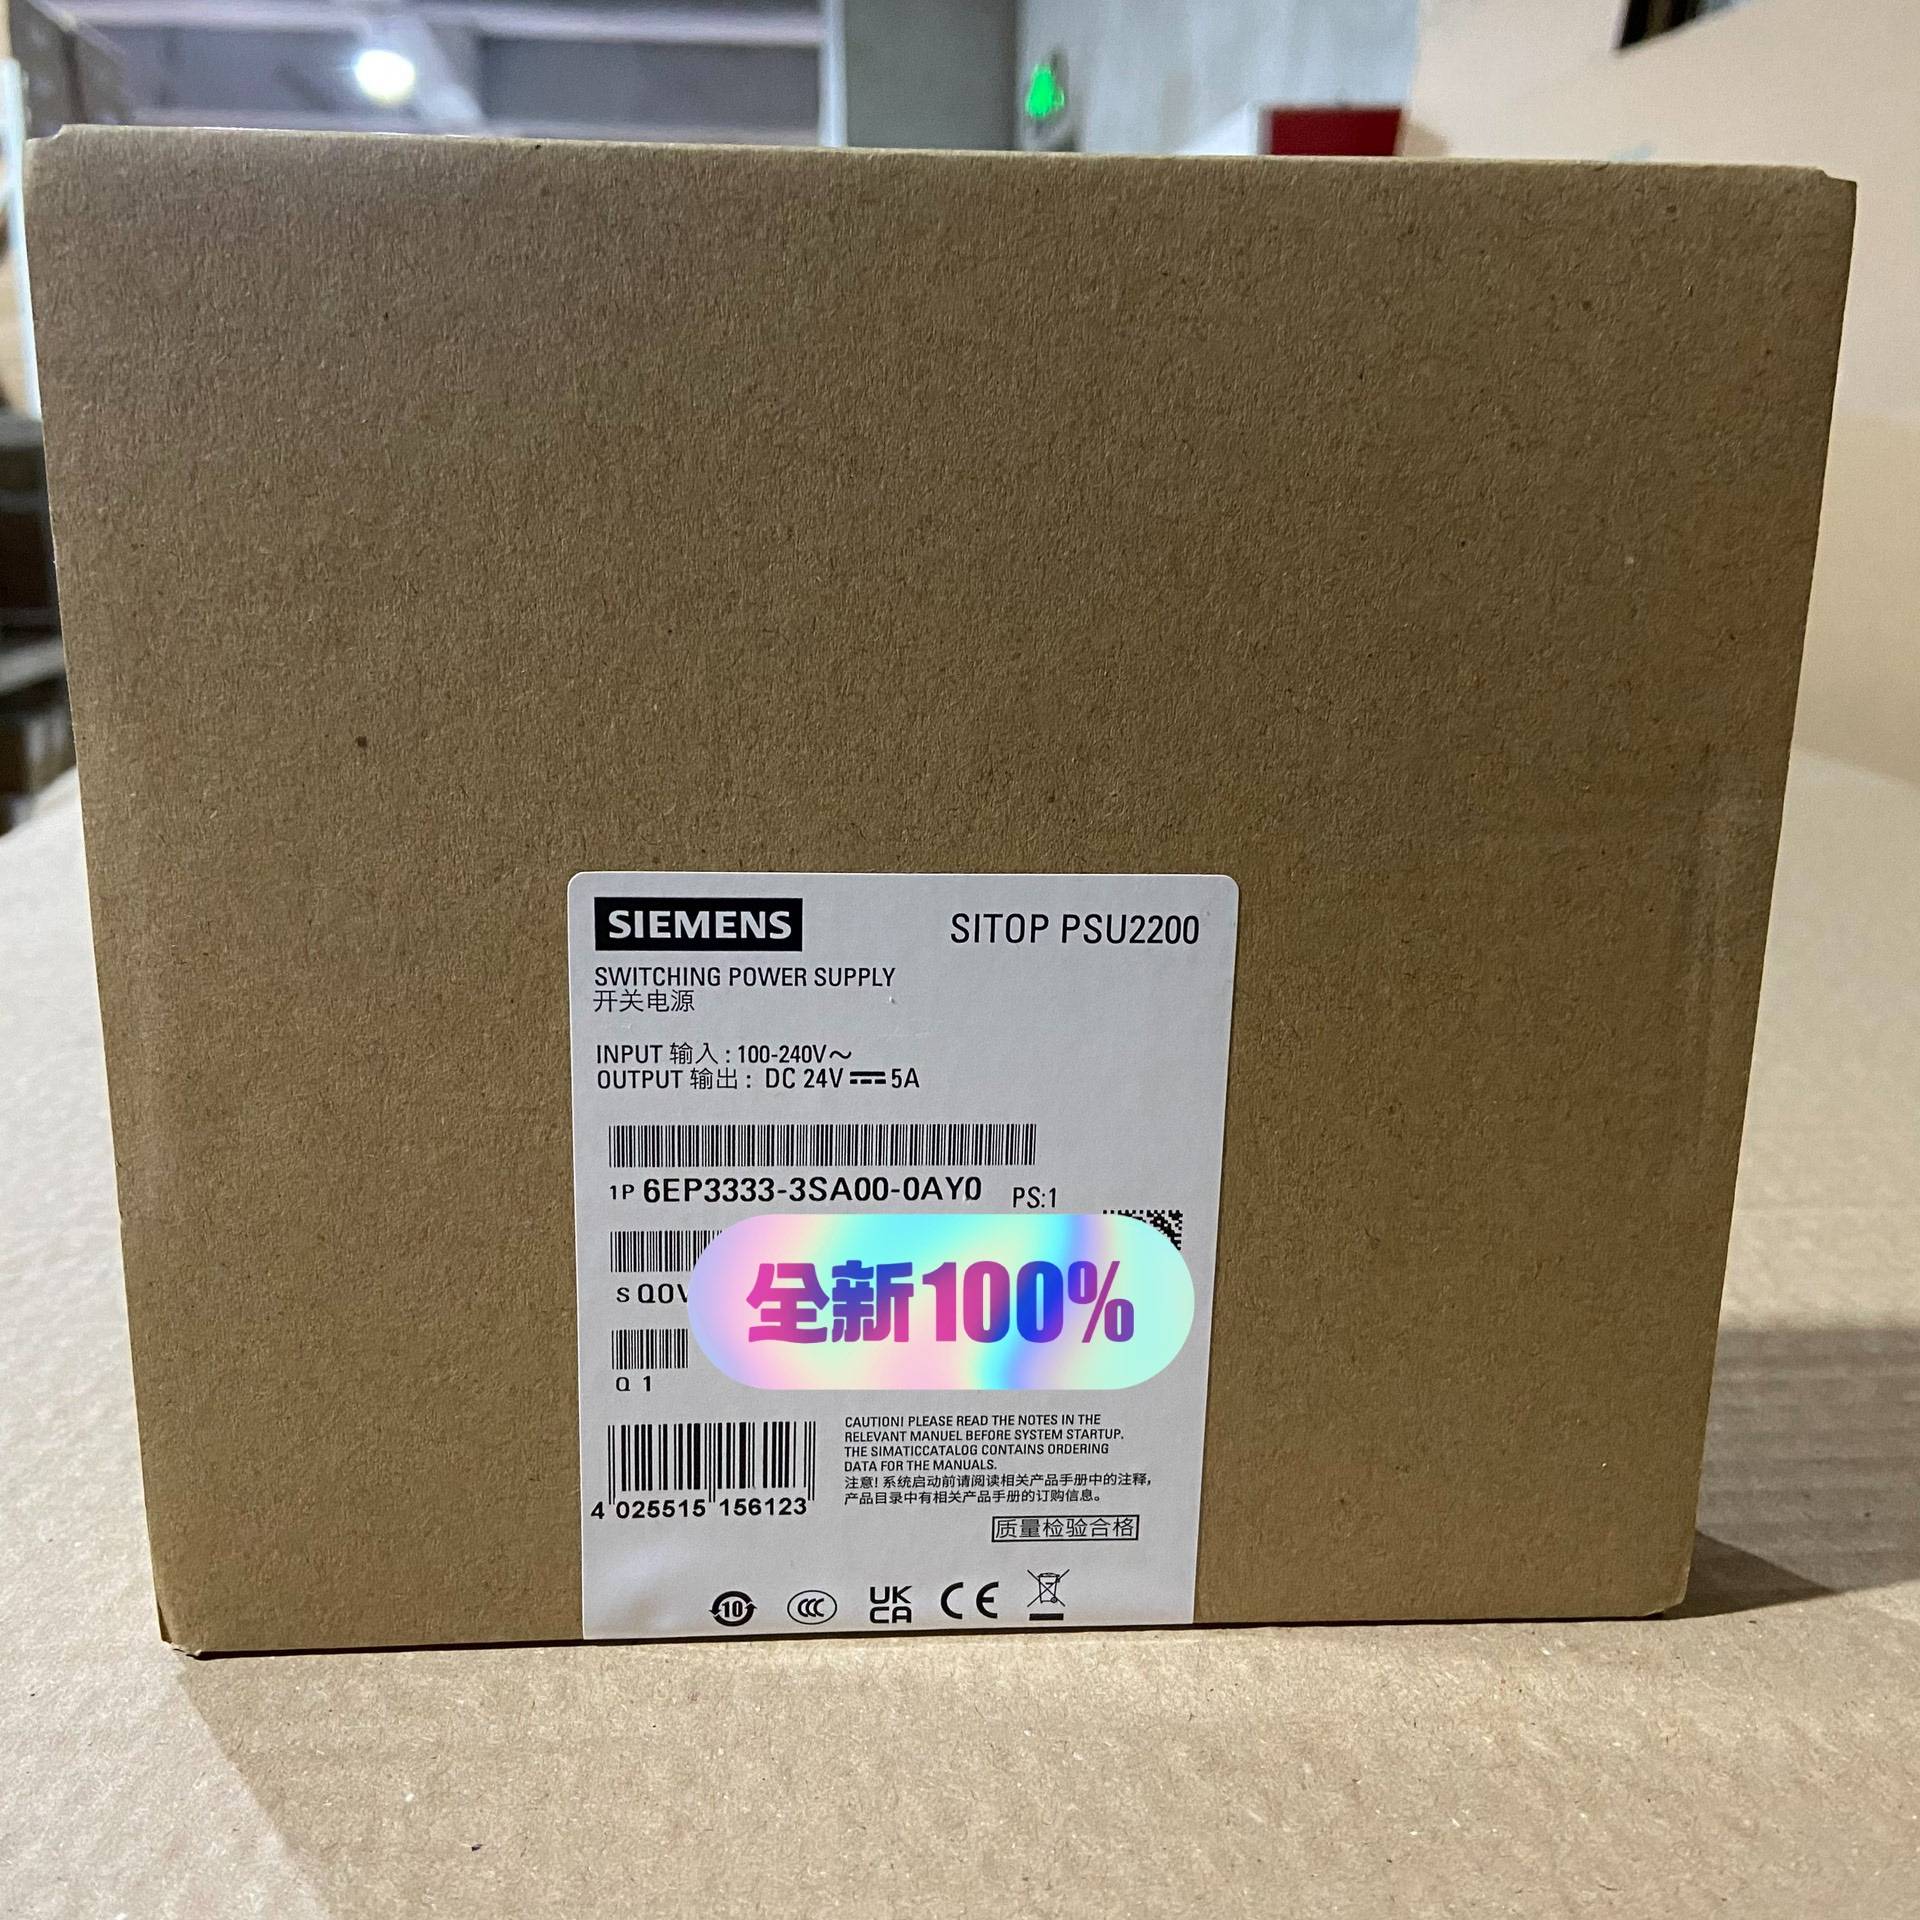 SIEMENS
SITOP PSU2200
SWITCHING POWER SUPPLY
开关电源
INPUT 输入 : 100-240V～
OUTPUT 输出 : DC 24V⎓5A
1P 6EP3333-3SA00-0AY0 PS:1
全新100%
S Q0V
Q 1
4 025515 156123
CAUTION! PLEASE READ THE NOTES IN THE
RELEVANT MANUEL BEFORE SYSTEM STARTUP.
THE SIMATICCATALOG CONTAINS ORDERING
DATA FOR THE MANUALS.
注意! 系统启动前请阅读相关产品手册中的注释,
产品目录中有相关产品手册的订购信息。
质量检验合格
10
CCC
UK
CA
CE